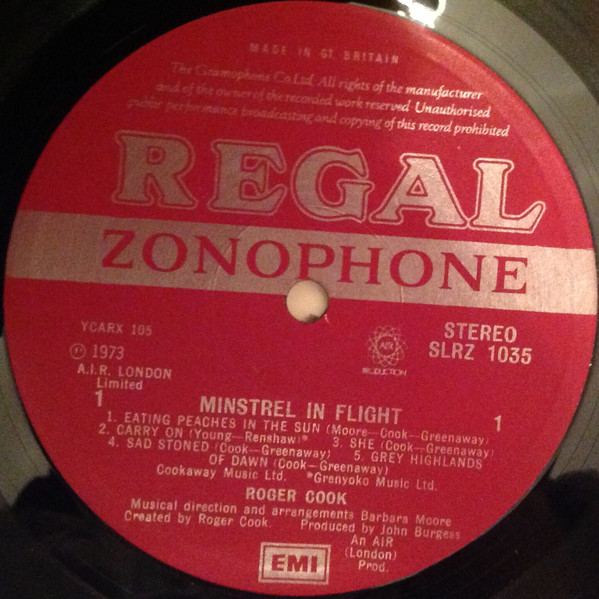 MADE IN GT. BRITAIN
The Gramophone Co. Ltd. All rights of the manufacturer
and of the owner of the recorded work reserved Unauthorised
public performance broadcasting and copying of this record prohibited
REGAL
ZONOPHONE
YCARX 105
Ⓟ 1973
A.I.R. LONDON
Limited
AIR
PRODUCTION
STEREO
SLRZ 1035
1
MINSTREL IN FLIGHT
1
1. EATING PEACHES IN THE SUN (Moore—Cook—Greenaway)
2. CARRY ON (Young—Renshaw)* 3. SHE (Cook—Greenaway)
4. SAD STONED (Cook—Greenaway) 5. GREY HIGHLANDS
OF DAWN (Cook—Greenaway)
Cookaway Music Ltd. *Grenyoko Music Ltd.
ROGER COOK
Musical direction and arrangements Barbara Moore
Created by Roger Cook. Produced by John Burgess
An AIR
(London)
Prod.
EMI